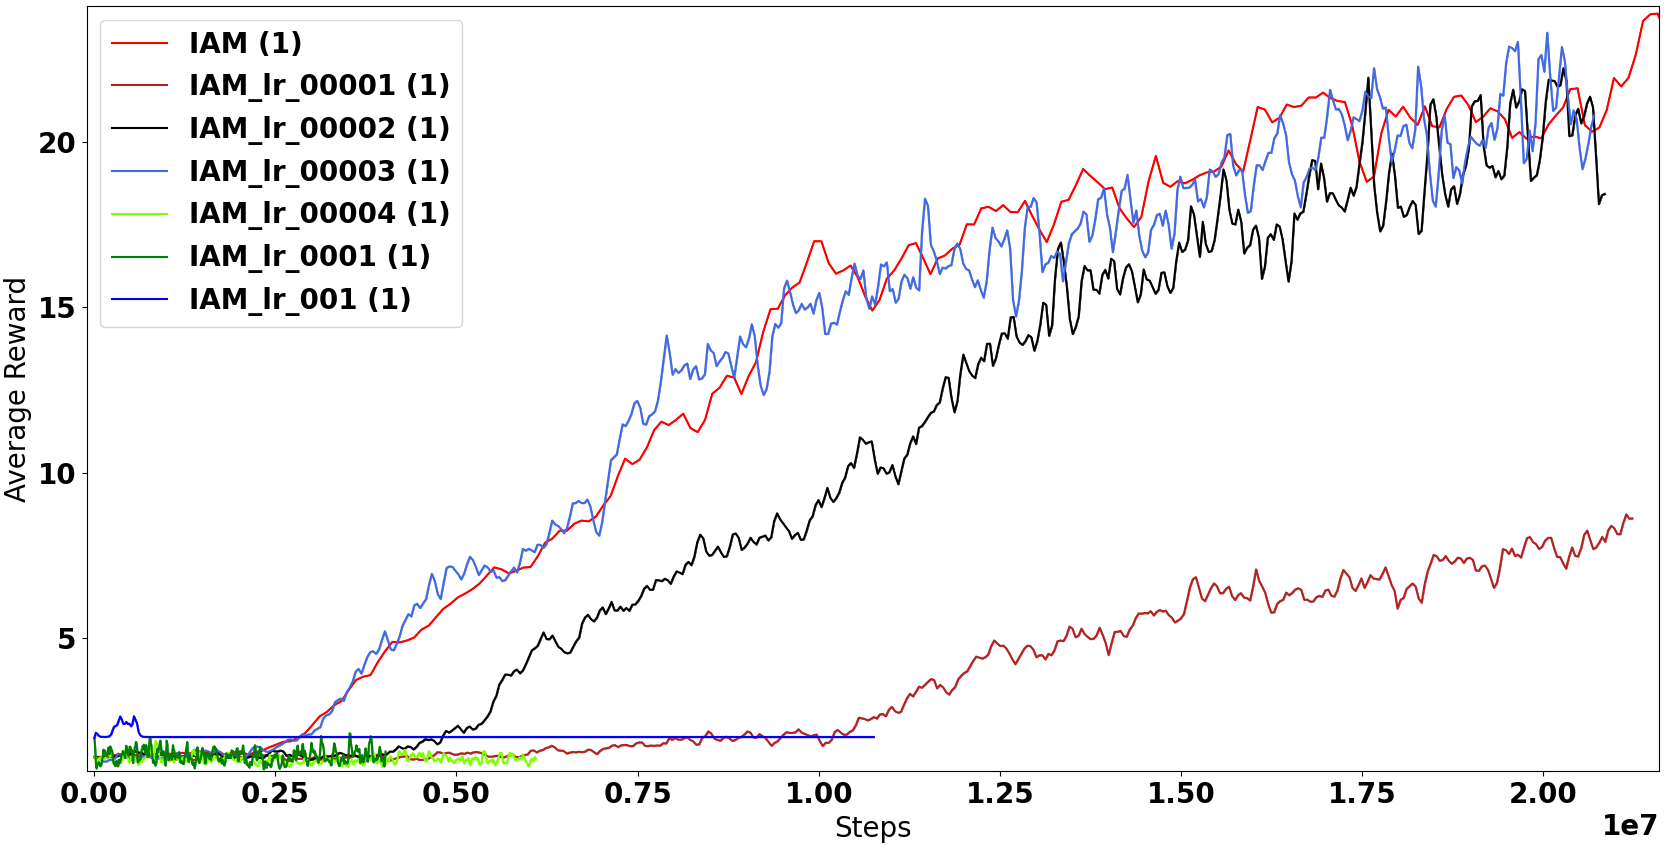 IAM (1)
IAM_lr_00001 (1)
IAM_lr_00002 (1)
IAM_lr_00003 (1)
IAM_lr_00004 (1)
IAM_lr_0001 (1)
IAM_lr_001 (1)
Average Reward
20
15
10
5
0.00 0.25 0.50 0.75 1.00 1.25 1.50 1.75 2.00
1e7
Steps